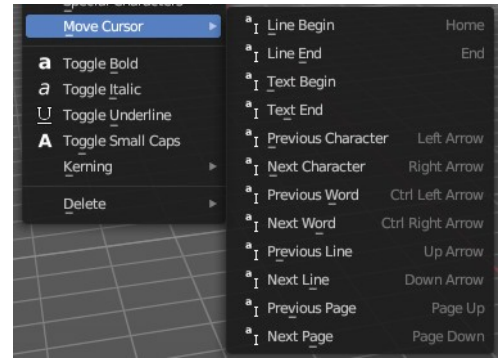 Special Characters
Move Cursor
Toggle Bold
Toggle Italic
Toggle Underline
Toggle Small Caps
Kerning
Delete
Line Begin Home
Line End End
Text Begin
Text End
Previous Character Left Arrow
Next Character Right Arrow
Previous Word Ctrl Left Arrow
Next Word Ctrl Right Arrow
Previous Line Up Arrow
Next Line Down Arrow
Previous Page Page Up
Next Page Page Down